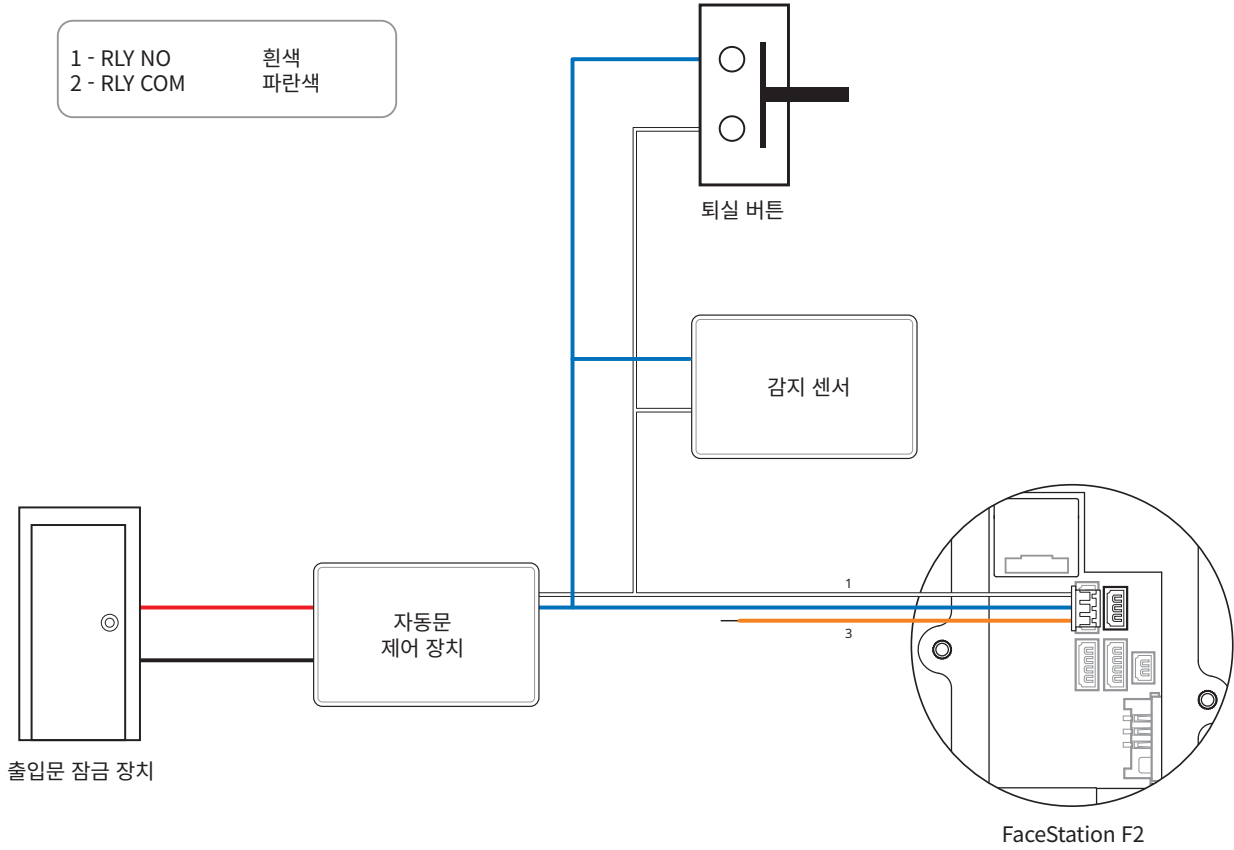 1 - RLY NO 흰색
2 - RLY COM 파란색
퇴실 버튼
감지 센서
1
자동문
제어 장치
3
출입문 잠금 장치
FaceStation F2